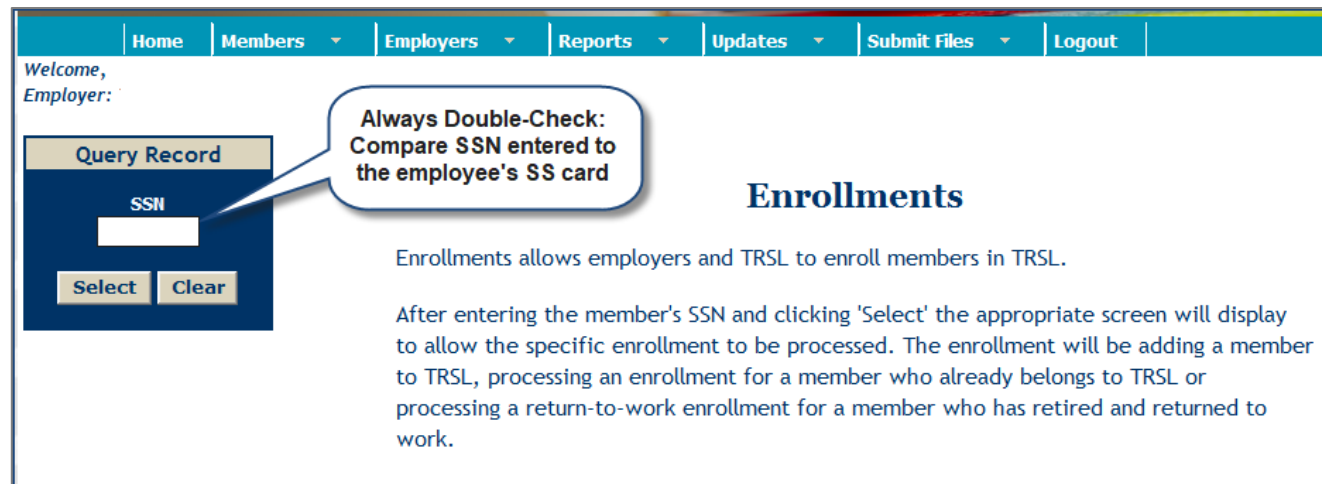 Home Members Employers Reports Updates Submit Files Logout
Welcome,
Employer:
Always Double-Check:
Compare SSN entered to
the employee's SS card
Query Record
SSN
Select Clear
Enrollments
Enrollments allows employers and TRSL to enroll members in TRSL.
After entering the member's SSN and clicking 'Select' the appropriate screen will display
to allow the specific enrollment to be processed. The enrollment will be adding a member
to TRSL, processing an enrollment for a member who already belongs to TRSL or
processing a return-to-work enrollment for a member who has retired and returned to
work.